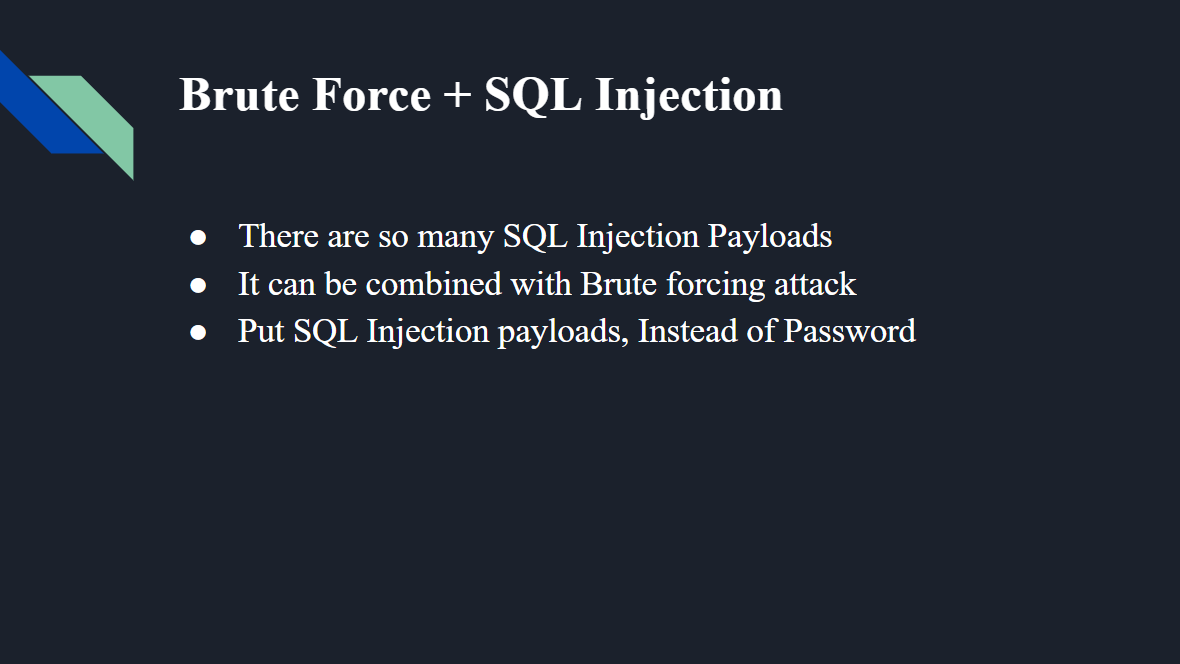 Brute Force + SQL Injection
● There are so many SQL Injection Payloads
● It can be combined with Brute forcing attack
● Put SQL Injection payloads, Instead of Password